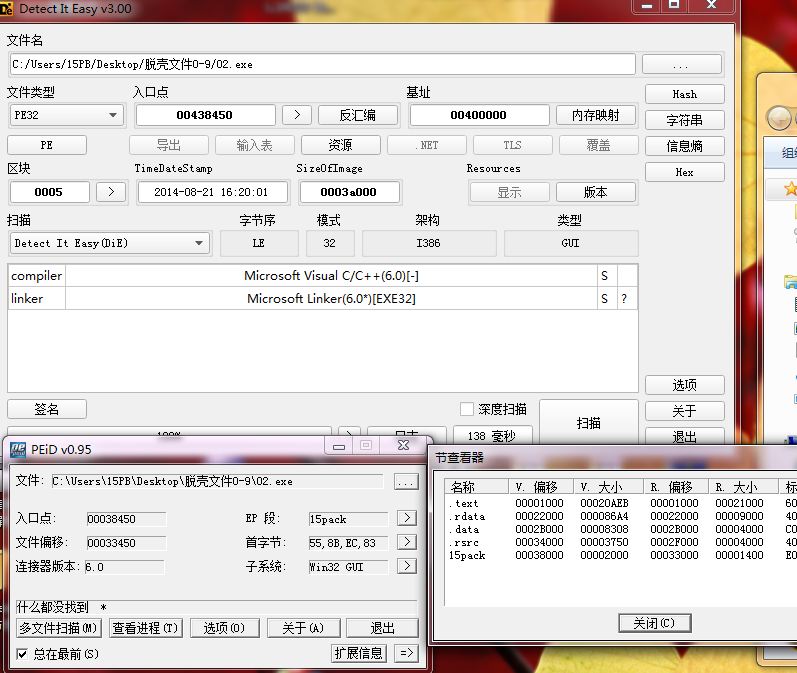 Detect It Easy v3.00
文件名
C:/Users/15PB/Desktop/脱壳文件0-9/02.exe ...
文件类型 入口点 基址
PE32 00438450 > 反汇编 00400000 内存映射 Hash
字符串
PE 导出 输入表 资源 .NET TLS 覆盖 信息熵
区块 TimeDateStamp SizeOfImage Resources Hex
0005 > 2014-08-21 16:20:01 0003a000 显示 版本
扫描 字节序 模式 架构 类型
Detect It Easy(DiE) LE 32 I386 GUI
compiler Microsoft Visual C/C++(6.0)[-] S
linker Microsoft Linker(6.0*)[EXE32] S ?
选项
签名 深度扫描 扫描 关于
100% > 日志 138 毫秒 退出
PEiD v0.95
文件: C:\Users\15PB\Desktop\脱壳文件0-9\02.exe ...
入口点: 00038450 EP 段: 15pack >
文件偏移: 00033450 首字节: 55,8B,EC,83 >
连接器版本: 6.0 子系统: Win32 GUI >
什么都没找到 *
多文件扫描(M) 查看进程(T) 选项(O) 关于(A) 退出
总在最前(S) 扩展信息 =>
节查看器
名称 V. 偏移 V. 大小 R. 偏移 R. 大小 标
.text 00001000 00020AEB 00001000 00021000 60
.rdata 00022000 000086A4 00022000 00009000 40
.data 0002B000 00008308 0002B000 00004000 C0
.rsrc 00034000 00003750 0002F000 00004000 40
15pack 00038000 00002000 00033000 00001400 E0
关闭(C)
组